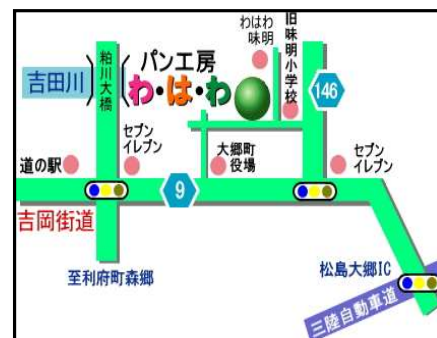 わはわ
味明
旧味明小学校
粕川大橋
吉田川
パン工房
わ・は・わ
146
セブン
イレブン
セブン
イレブン
道の駅
大郷町
役場
9
吉岡街道
至利府町森郷
松島大郷IC
三陸自動車道